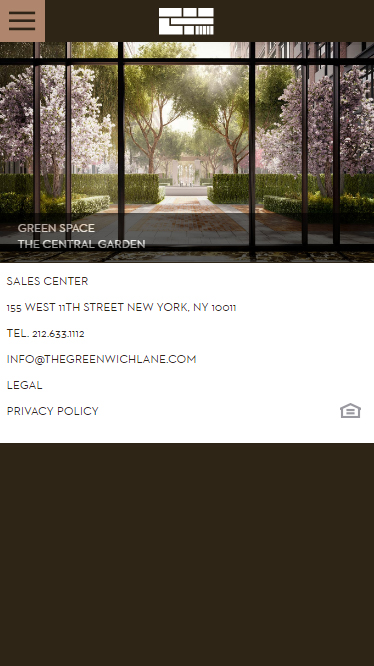 GREEN SPACE
THE CENTRAL GARDEN
SALES CENTER
155 WEST 11TH STREET NEW YORK, NY 10011
TEL. 212.633.1112
INFO@THEGREENWICHLANE.COM
LEGAL
PRIVACY POLICY